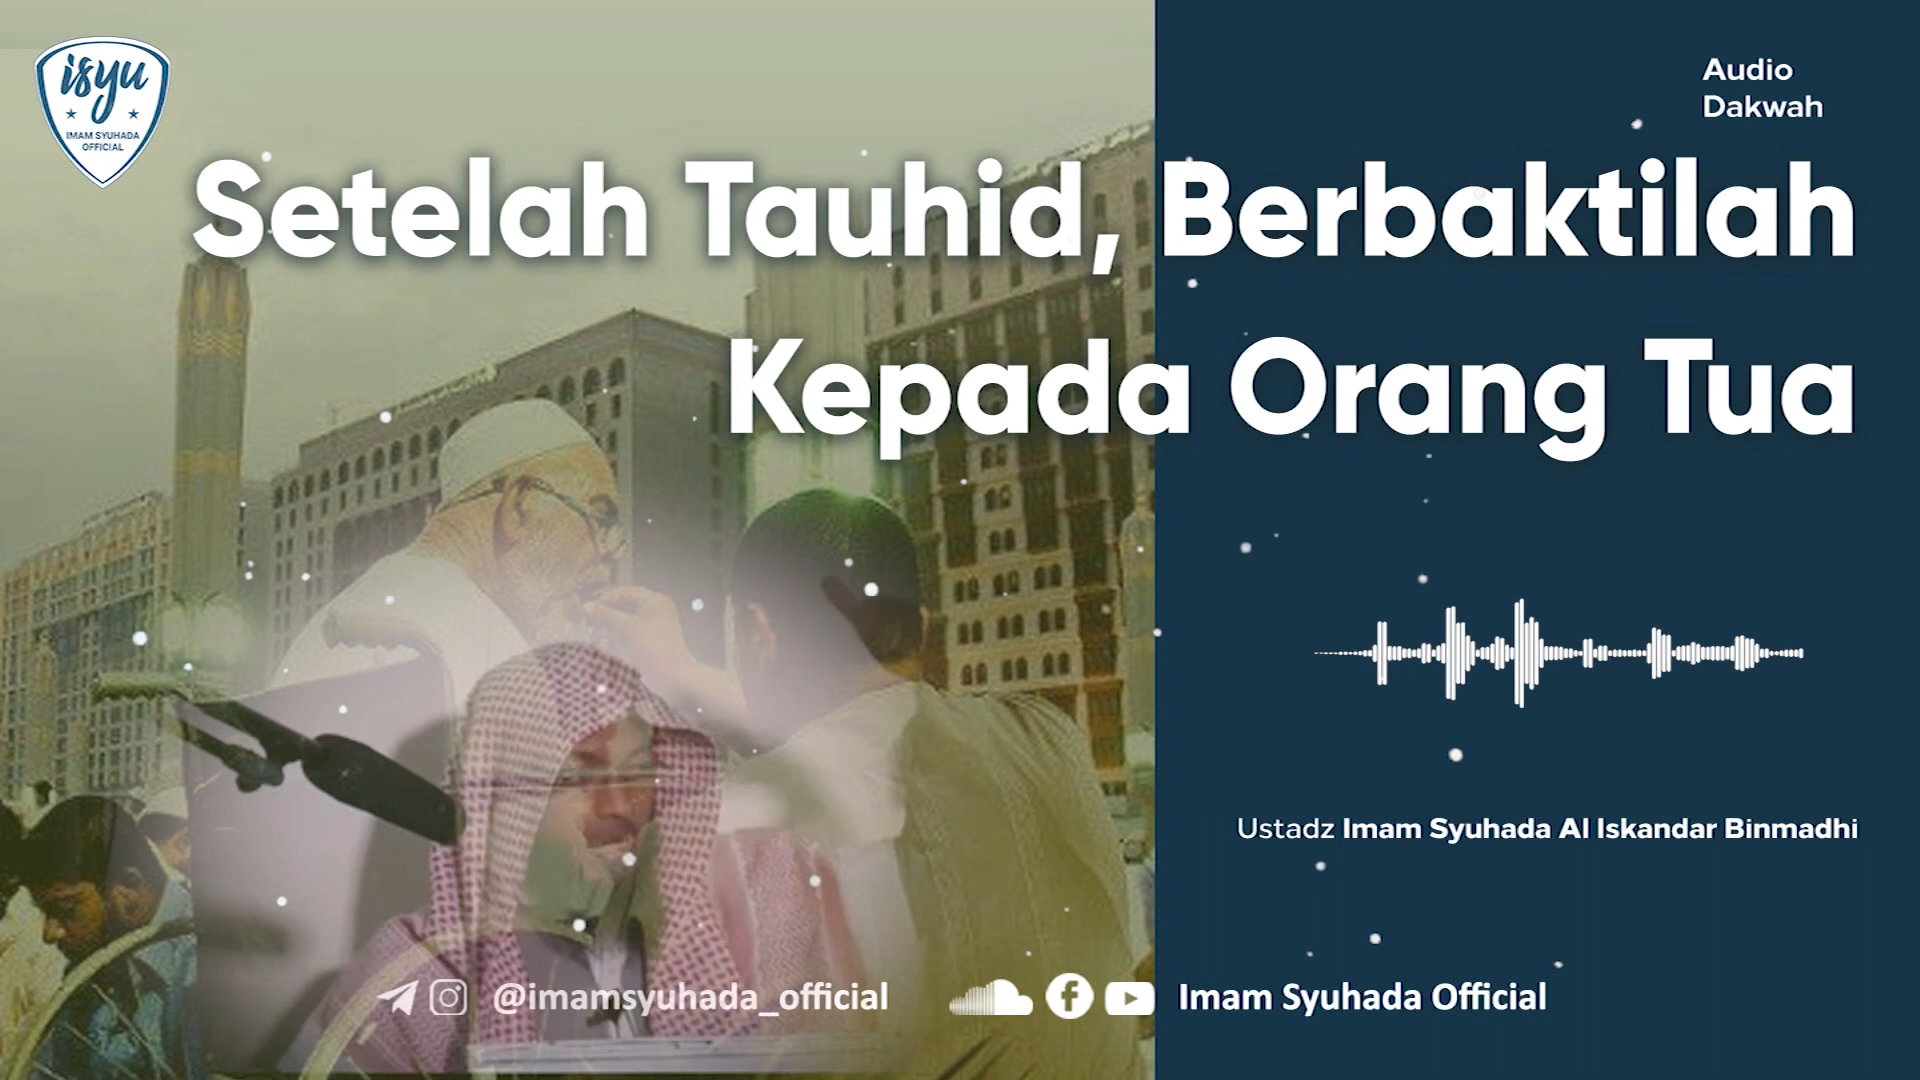 isyu
IMAM SYUHADA
OFFICIAL
Audio
Dakwah
Setelah Tauhid, Berbaktilah
Kepada Orang Tua
Ustadz Imam Syuhada Al Iskandar Binmadhi
@imamsyuhada_official
Imam Syuhada Official